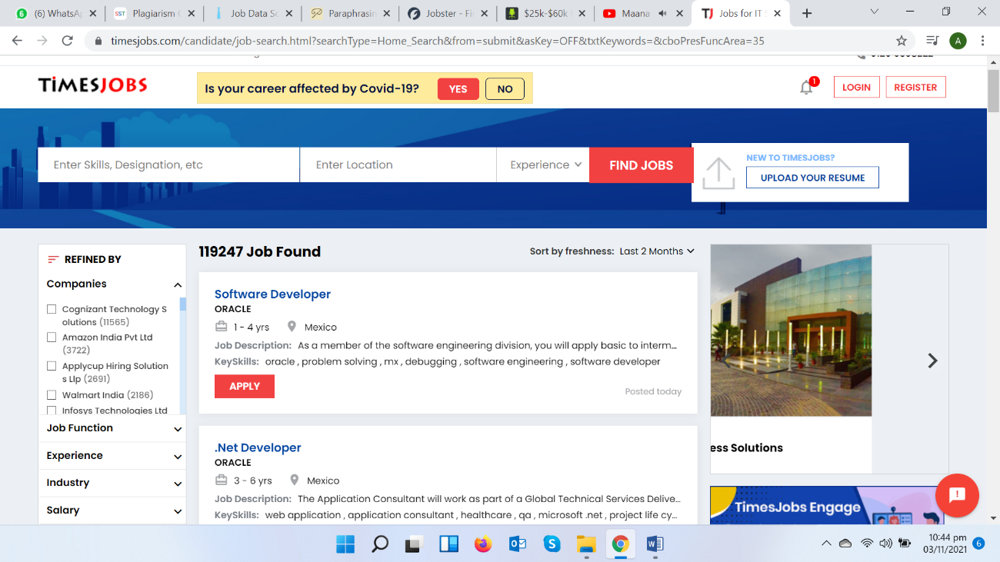 (6) WhatsA
SST Plagiarism C
Job Data Sc
Paraphrasin
Jobster - Fi
$25k-$60k
Maana
TJ Jobs for IT S
timesjobs.com/candidate/job-search.html?searchType=Home_Search&from=submit&asKey=OFF&txtKeywords=&cboPresFuncArea=35
A
TIMESJOBS
Is your career affected by Covid-19?
YES
NO
1
LOGIN
REGISTER
Enter Skills, Designation, etc
Enter Location
Experience
FIND JOBS
NEW TO TIMESJOBS?
UPLOAD YOUR RESUME
REFINED BY
Companies
Cognizant Technology S
olutions (11565)
Amazon India Pvt Ltd
(3722)
Applycup Hiring Solution
s Llp (2691)
Walmart India (2186)
Infosys Technologies Ltd
Job Function
Experience
Industry
Salary
119247 Job Found
Sort by freshness: Last 2 Months
Software Developer
ORACLE
1 - 4 yrs Mexico
Job Description: As a member of the software engineering division, you will apply basic to interm...
KeySkills: oracle , problem solving , mx , debugging , software engineering , software developer
APPLY
Posted today
.Net Developer
ORACLE
3 - 6 yrs Mexico
Job Description: The Application Consultant will work as part of a Global Technical Services Delive...
KeySkills: web application , application consultant , healthcare , qa , microsoft .net , project life cy...
ess Solutions
TimesJobs Engage
10:44 pm
03/11/2021
6